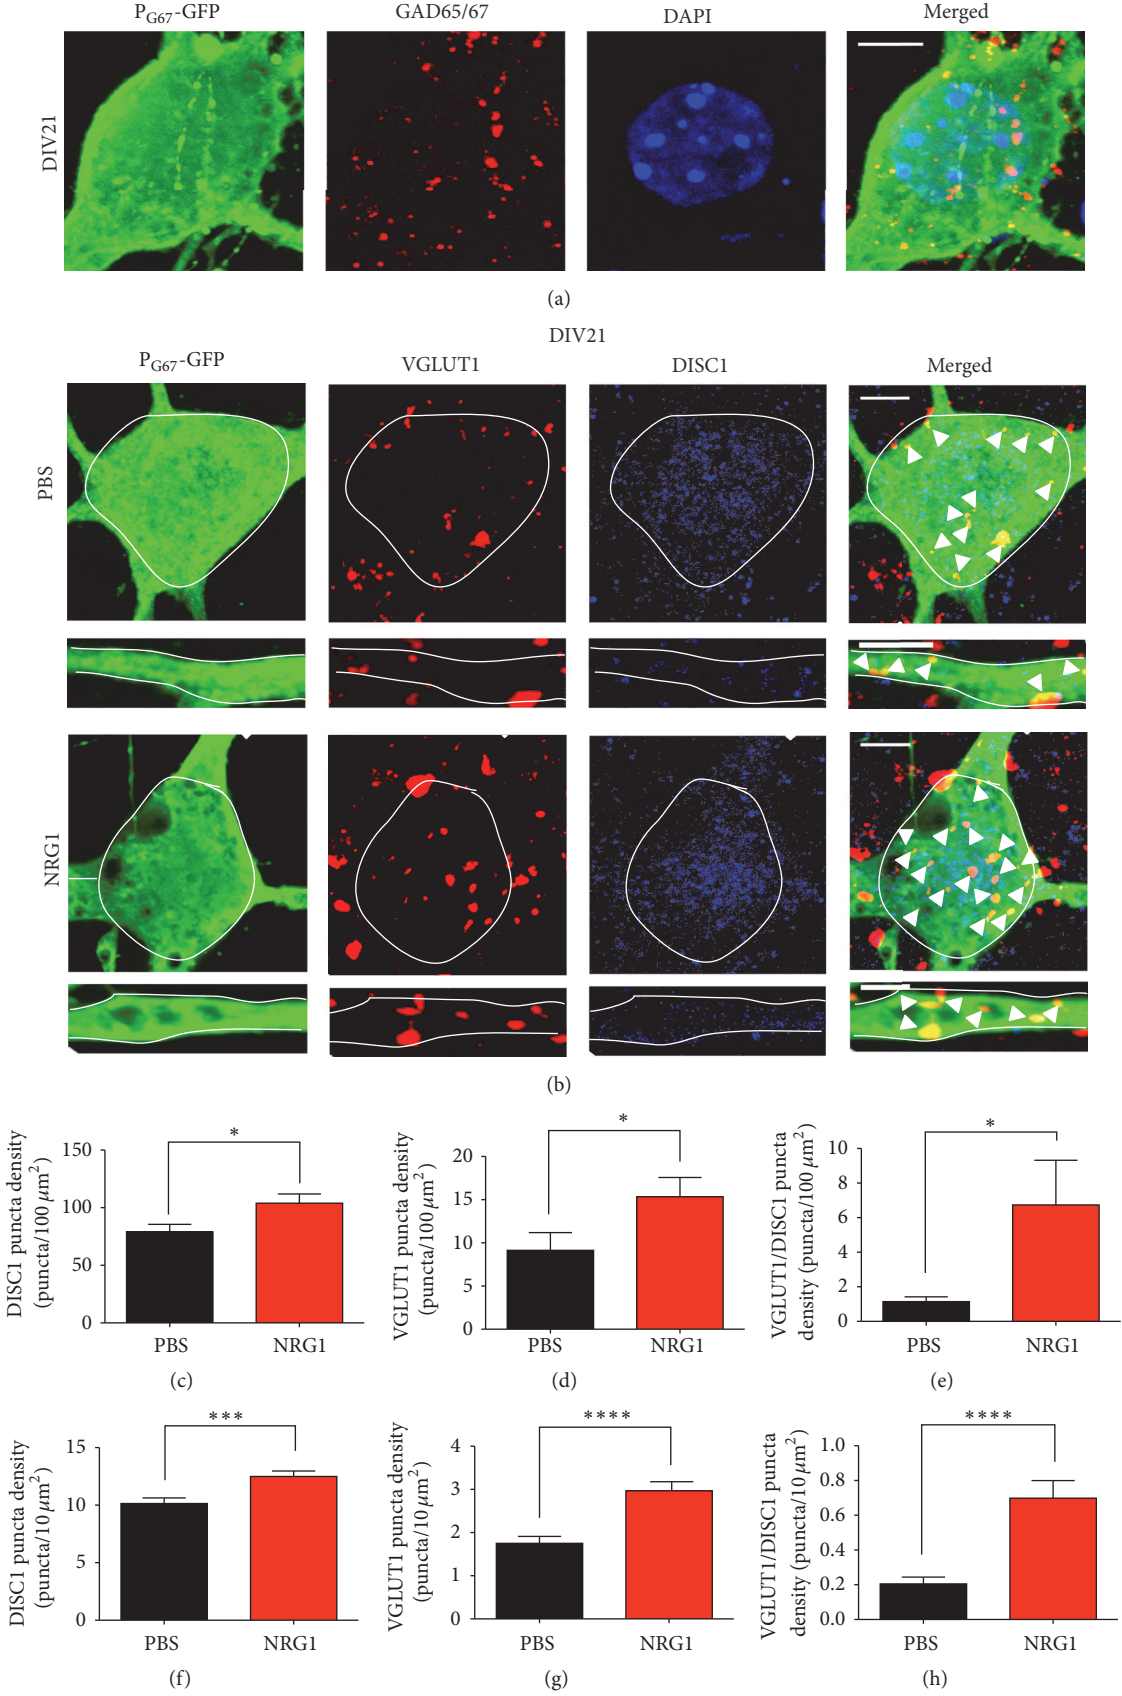 P_G67-GFP GAD65/67 DAPI Merged
DIV21
(a)
DIV21
P_G67-GFP VGLUT1 DISC1 Merged
PBS
NRG1
(b)
DISC1 puncta density
(puncta/100 μm²)
150
100
50
0
*
PBS NRG1
(c)
VGLUT1 puncta density
(puncta/100 μm²)
20
15
10
5
0
*
PBS NRG1
(d)
VGLUT1/DISC1 puncta
density (puncta/100 μm²)
10
8
6
4
2
0
*
PBS NRG1
(e)
DISC1 puncta density
(puncta/10 μm²)
15
10
5
0
***
PBS NRG1
(f)
VGLUT1 puncta density
(puncta/10 μm²)
4
3
2
1
0
****
PBS NRG1
(g)
VGLUT1/DISC1 puncta
density (puncta/10 μm²)
1.0
0.8
0.6
0.4
0.2
0.0
****
PBS NRG1
(h)